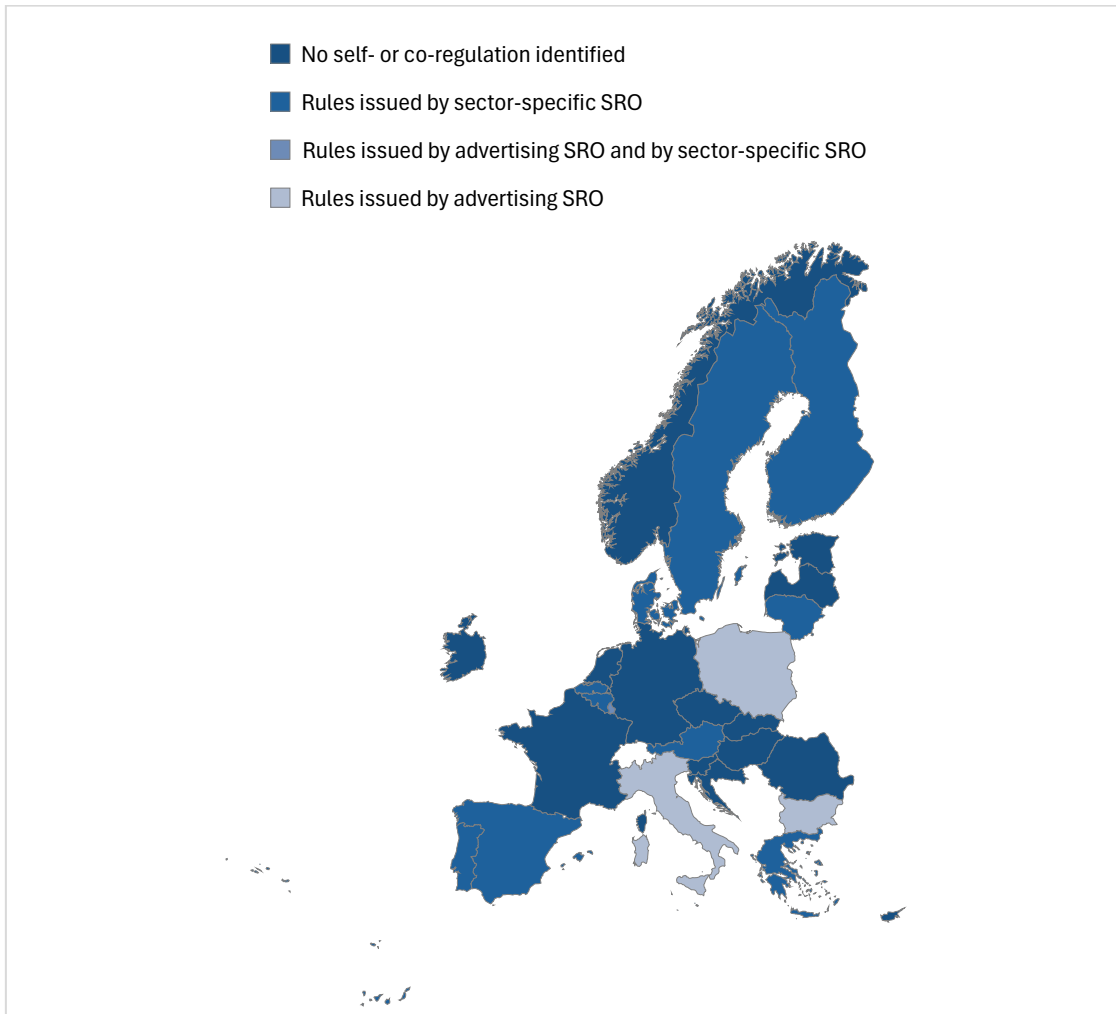 No self- or co-regulation identified
Rules issued by sector-specific SRO
Rules issued by advertising SRO and by sector-specific SRO
Rules issued by advertising SRO